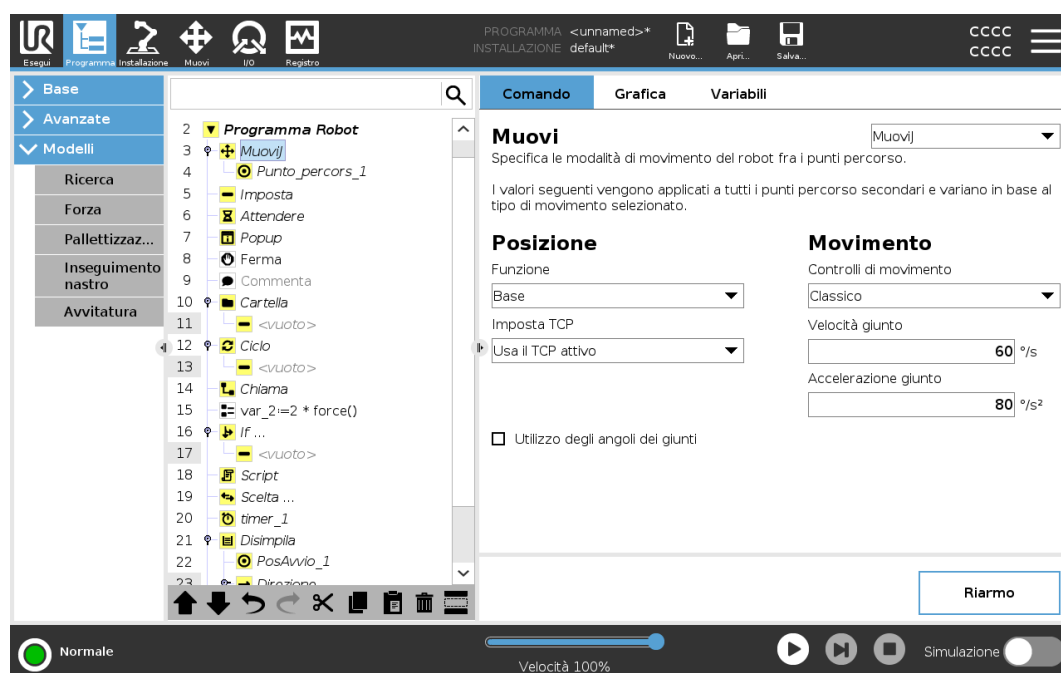 PROGRAMMA <unnamed>*
INSTALLAZIONE default*
UR
Esegui
Programma
Installazione
Muovi
I/O
Registro
Nuovo...
Apri...
Salva...
cccc
cccc
Base
Avanzate
Modelli
Ricerca
Forza
Pallettizzaz...
Inseguimento
nastro
Avvitatura
2 Programma Robot
3 MuoviJ
4 Punto_percors_1
5 Imposta
6 Attendere
7 Popup
8 Ferma
9 Commenta
10 Cartella
11 <vuoto>
12 Ciclo
13 <vuoto>
14 Chiama
15 var_2:=2 * force()
16 If ...
17 <vuoto>
18 Script
19 Scelta ...
20 timer_1
21 Disimpila
22 PosAvvio_1
23 Direzione
Comando Grafica Variabili
Muovi
MuoviJ
Specifica le modalità di movimento del robot fra i punti percorso.
I valori seguenti vengono applicati a tutti i punti percorso secondari e variano in base al
tipo di movimento selezionato.
Posizione
Funzione
Base
Imposta TCP
Usa il TCP attivo
Utilizzo degli angoli dei giunti
Movimento
Controlli di movimento
Classico
Velocità giunto
60 °/s
Accelerazione giunto
80 °/s²
Riarmo
Normale
Velocità 100%
Simulazione